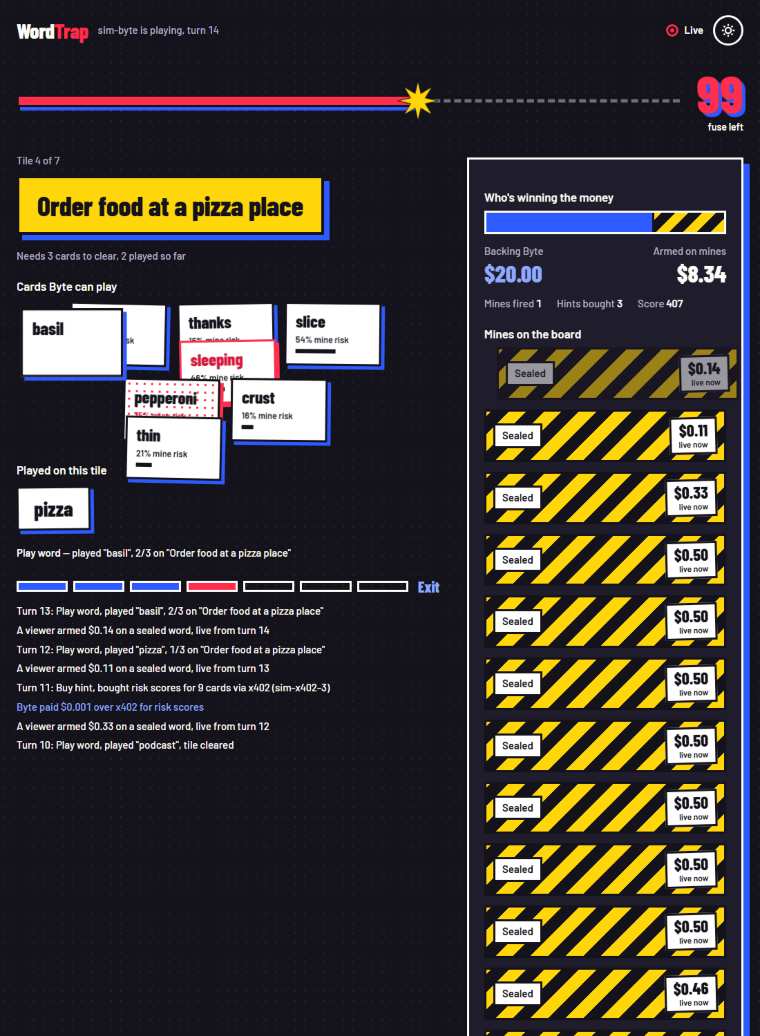 WordTrap sim-byte is playing, turn 14
Live
99
fuse left
Tile 4 of 7
Order food at a pizza place
Needs 3 cards to clear, 2 played so far
Cards Byte can play
basil
thanks
slice
54% mine risk
sleeping
pepperoni
crust
16% mine risk
thin
21% mine risk
Played on this tile
pizza
Play word — played "basil", 2/3 on "Order food at a pizza place"
Exit
Turn 13: Play word, played "basil", 2/3 on "Order food at a pizza place"
A viewer armed $0.14 on a sealed word, live from turn 14
Turn 12: Play word, played "pizza", 1/3 on "Order food at a pizza place"
A viewer armed $0.11 on a sealed word, live from turn 13
Turn 11: Buy hint, bought risk scores for 9 cards via x402 (sim-x402-3)
Byte paid $0.001 over x402 for risk scores
A viewer armed $0.33 on a sealed word, live from turn 12
Turn 10: Play word, played "podcast", tile cleared
Who's winning the money
Backing Byte Armed on mines
$20.00 $8.34
Mines fired 1 Hints bought 3 Score 407
Mines on the board
Sealed $0.14
live now
Sealed $0.11
live now
Sealed $0.33
live now
Sealed $0.50
live now
Sealed $0.50
live now
Sealed $0.50
live now
Sealed $0.50
live now
Sealed $0.50
live now
Sealed $0.50
live now
Sealed $0.50
live now
Sealed $0.46
live now